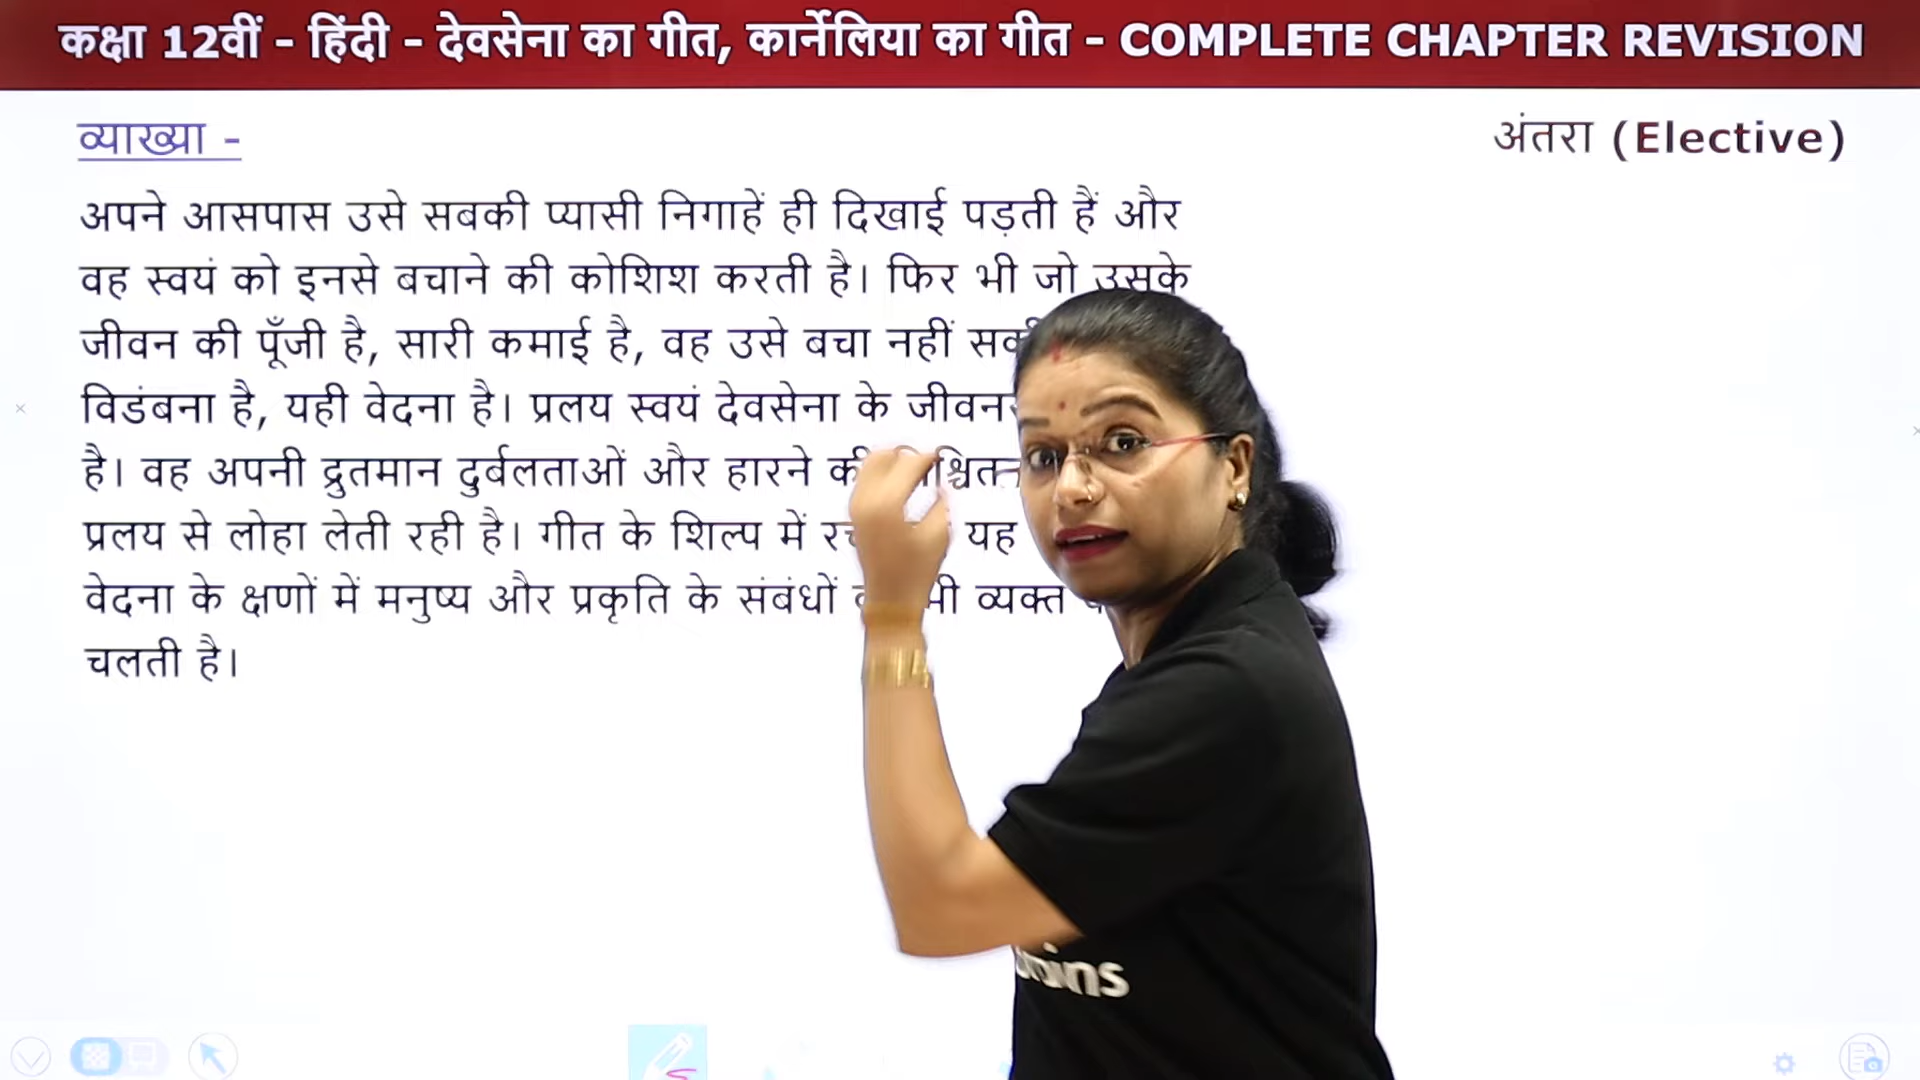 कक्षा 12वीं - हिंदी - देवसेना का गीत, कार्नेलिया का गीत - COMPLETE CHAPTER REVISION
व्याख्या -
अंतरा (Elective)
अपने आसपास उसे सबकी प्यासी निगाहें ही दिखाई पड़ती हैं और
वह स्वयं को इनसे बचाने की कोशिश करती है। फिर भी जो उसके
जीवन की पूँजी है, सारी कमाई है, वह उसे बचा नहीं
विडंबना है, यही वेदना है। प्रलय स्वयं देवसेना के
है। वह अपनी द्रुतमान दुर्बलताओं और हारने
प्रलय से लोहा लेती रही है। गीत के शिल्प में यह
वेदना के क्षणों में मनुष्य और प्रकृति के संबंधों व्यक्त
चलती है।